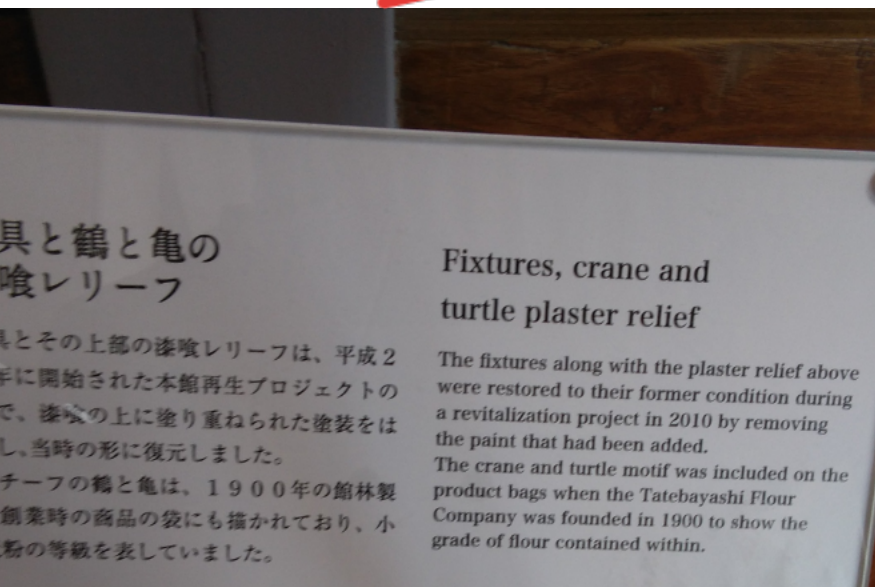 具と鶴と亀の
喰レリーフ
具とその上部の漆喰レリーフは、平成2
年に開始された本館再生プロジェクトの
で、漆喰の上に塗り重ねられた塗装をは
し、当時の形に復元しました。
チーフの鶴と亀は、1900年の館林製
創業時の商品の袋にも描かれており、小
粉の等級を表していました。
Fixtures, crane and
turtle plaster relief
The fixtures along with the plaster relief above
were restored to their former condition during
a revitalization project in 2010 by removing
the paint that had been added.
The crane and turtle motif was included on the
product bags when the Tatebayashi Flour
Company was founded in 1900 to show the
grade of flour contained within.